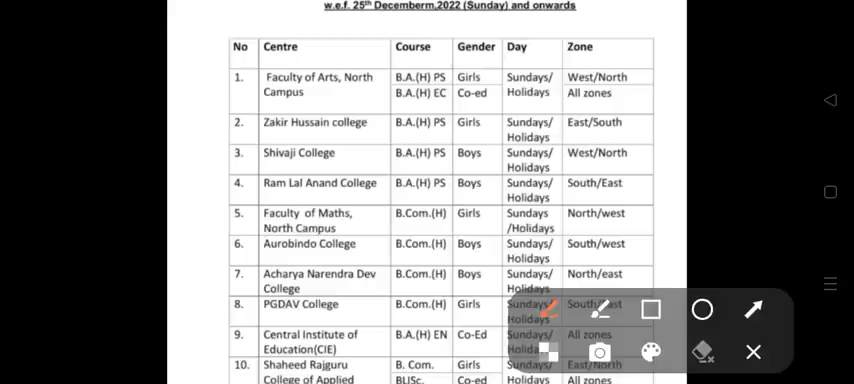 w.e.f. 25th Decemberm,2022 (Sunday) and onwards
No Centre Course Gender Day Zone
1. Faculty of Arts, North Campus B.A.(H) PS Girls Sundays/ Holidays West/North
B.A.(H) EC Co-ed All zones
2. Zakir Hussain college B.A.(H) PS Girls Sundays/ Holidays East/South
3. Shivaji College B.A.(H) PS Boys Sundays/ Holidays West/North
4. Ram Lal Anand College B.A.(H) PS Boys Sundays/ Holidays South/East
5. Faculty of Maths, North Campus B.Com.(H) Girls Sundays /Holidays North/west
6. Aurobindo College B.Com.(H) Boys Sundays/ Holidays South/west
7. Acharya Narendra Dev College B.Com.(H) Boys Sundays/ Holidays North/east
8. PGDAV College B.Com.(H) Girls Sundays/ Holidays
9. Central Institute of Education(CIE) B.A.(H) EN Co-Ed Sundays/ Holidays All zones
10. Shaheed Rajguru College of Applied B. Com. Girls Sundays/ Holidays East/North
BLISc. Co-ed All zones